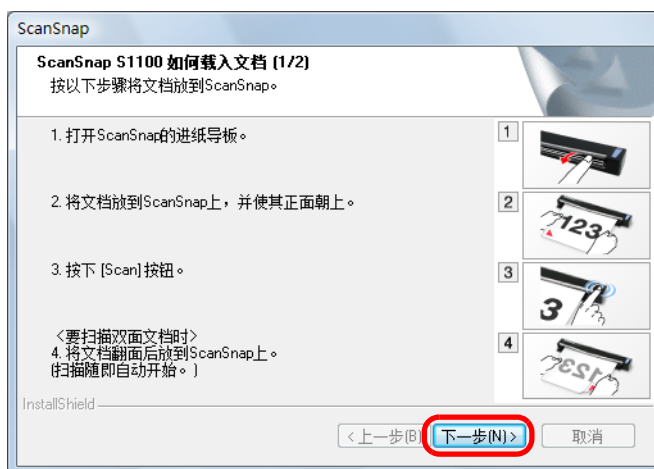 ScanSnap
ScanSnap S1100 如何载入文档 (1/2)
按以下步骤将文档放到ScanSnap。
1. 打开ScanSnap的进纸导板。
1
2. 将文档放到ScanSnap上，并使其正面朝上。
2
123
3. 按下 [Scan] 按钮。
3
3
<要扫描双面文档时>
4. 将文档翻面后放到ScanSnap上。
(扫描随即自动开始。)
4
123
InstallShield
<上一步(B)
下一步(N)>
取消